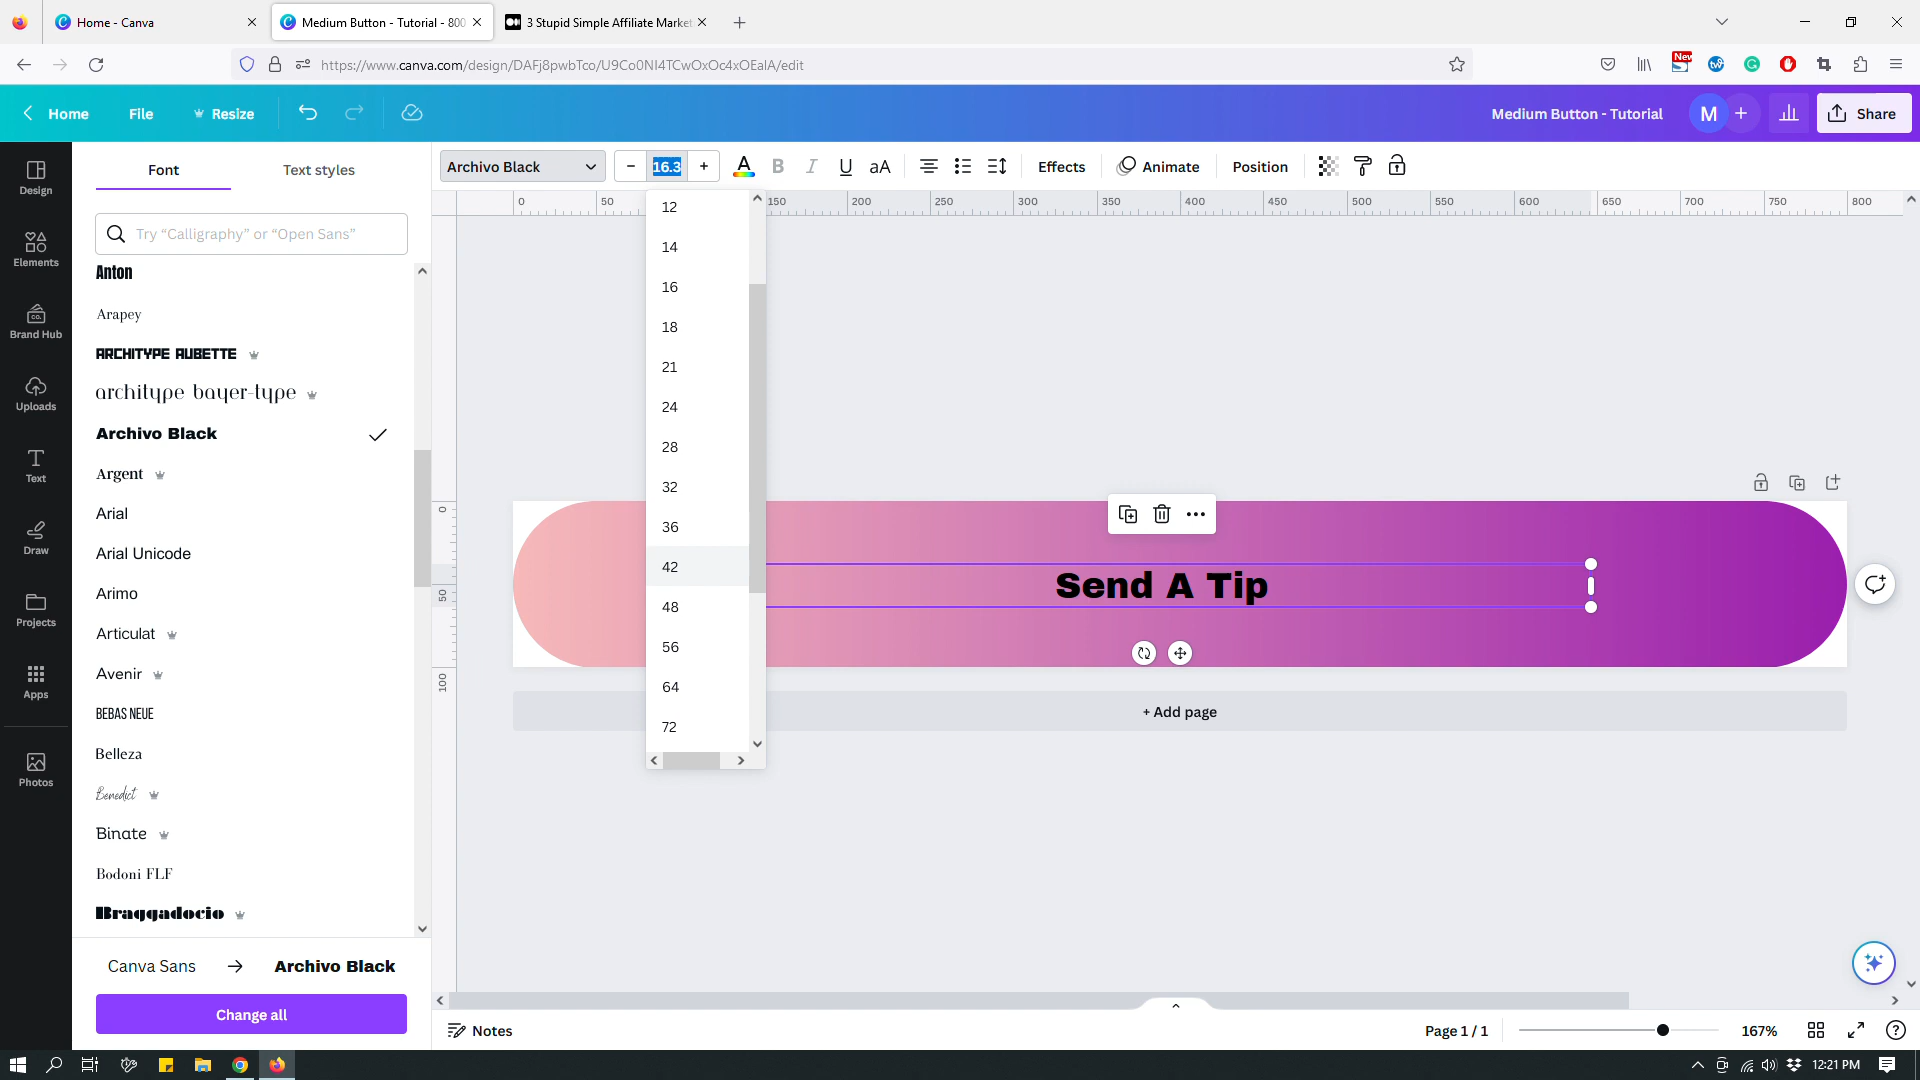 Home - Canva
Medium Button - Tutorial - 800
3 Stupid Simple Affiliate Market
https://www.canva.com/design/DAFj8pwbTco/U9Co0NI4TCwOxOc4xOEaIA/edit
New
Home
File
Resize
Medium Button - Tutorial
M
Share
Design
Elements
Brand Hub
CO.
Uploads
Text
Draw
Projects
Apps
Photos
Font
Text styles
Try “Calligraphy” or “Open Sans”
Anton
Arapey
ARCHITYPE AUBETTE
architype bayer-type
Archivo Black
Argent
Arial
Arial Unicode
Arimo
Articulat
Avenir
BEBAS NEUE
Belleza
Benedict
Binate
Bodoni FLF
Braggadocio
Canva Sans → Archivo Black
Change all
Archivo Black
– 16.3 +
A B I U aA
Effects
Animate
Position
0 50 150 200 250 300 350 400 450 500 550 600 650 700 750 800
12
14
16
18
21
24
28
32
36
42
48
56
64
72
0
50
100
Send A Tip
+ Add page
Notes
Page 1 / 1
167%
12:21 PM